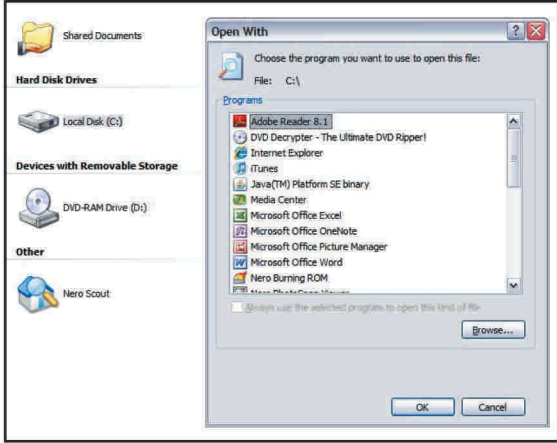 Shared Documents
Hard Disk Drives
Local Disk (C:)
Devices with Removable Storage
DVD-RAM Drive (D:)
Other
Nero Scout
Open With
Choose the program you want to use to open this file:
File: C:\
Programs
Adobe Reader 8.1
DVD Decrypter - The Ultimate DVD Ripper!
Internet Explorer
iTunes
Java(TM) Platform SE binary
Media Center
Microsoft Office Excel
Microsoft Office OneNote
Microsoft Office Picture Manager
Microsoft Office Word
Nero Burning ROM
Nero PhotoSnap Viewer
Always use the selected program to open this kind of file
Browse...
OK
Cancel